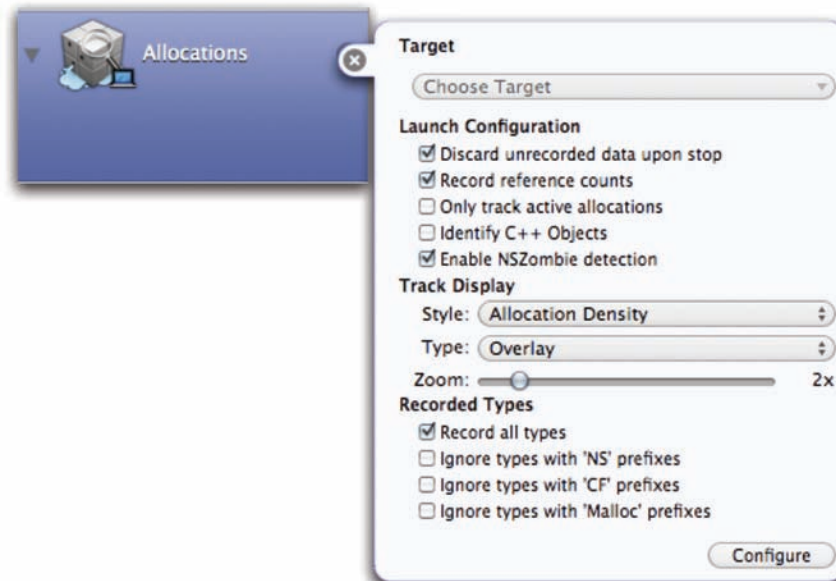 Allocations
Target
Choose Target
Launch Configuration
Discard unrecorded data upon stop
Record reference counts
Only track active allocations
Identify C++ Objects
Enable NSZombie detection
Track Display
Style: Allocation Density
Type: Overlay
Zoom: 2x
Recorded Types
Record all types
Ignore types with 'NS' prefixes
Ignore types with 'CF' prefixes
Ignore types with 'Malloc' prefixes
Configure